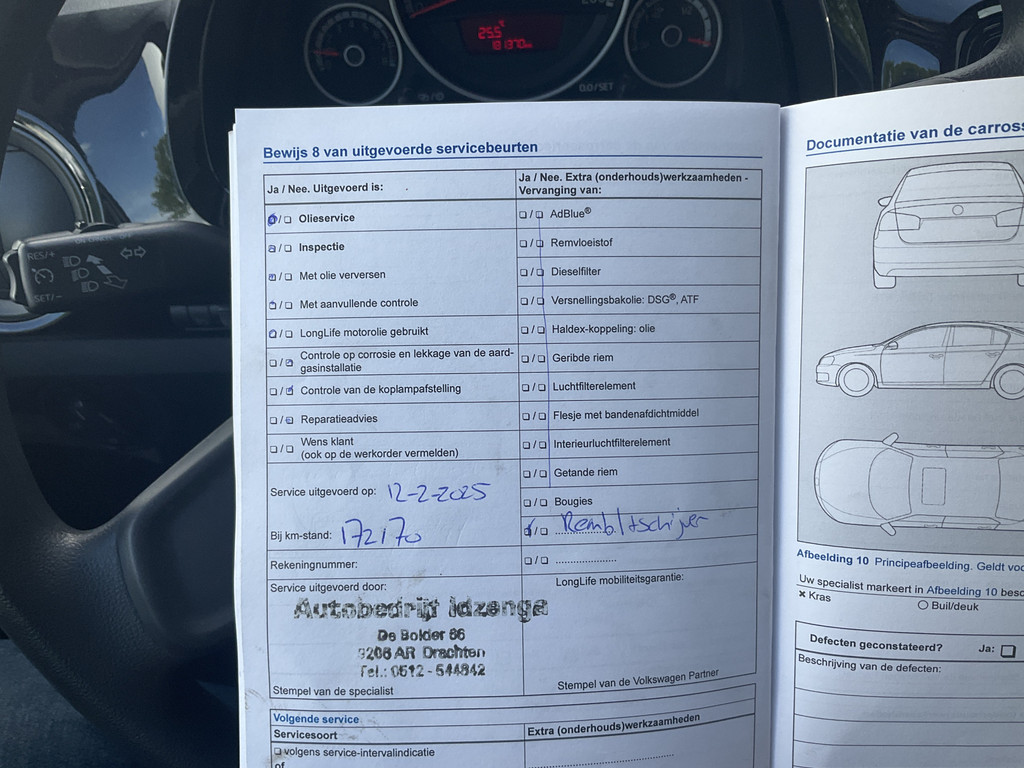 25.5°
181370km
0.0/SET
RES/+
SET/-
Bewijs 8 van uitgevoerde servicebeurten
Ja / Nee. Uitgevoerd is:
Ja / Nee. Extra (onderhouds)werkzaamheden - Vervanging van:
/ Olieservice
/ Inspectie
/ Met olie verversen
/ Met aanvullende controle
/ LongLife motorolie gebruikt
/ Controle op corrosie en lekkage van de aard-
gasinstallatie
/ Controle van de koplampafstelling
/ Reparatieadvies
/ Wens klant
(ook op de werkorder vermelden)
Service uitgevoerd op: 12-2-2025
Bij km-stand: 172170
Rekeningnummer:
Service uitgevoerd door:
Autobedrijf Idzenga
De Bolder 66
9206 AR Drachten
Tel.: 0512 - 544842
Stempel van de specialist
/ AdBlue®
/ Remvloeistof
/ Dieselfilter
/ Versnellingsbakolie: DSG®, ATF
/ Haldex-koppeling: olie
/ Geribde riem
/ Luchtfilterelement
/ Flesje met bandenafdichtmiddel
/ Interieurluchtfilterelement
/ Getande riem
/ Bougies
/ ....................
LongLife mobiliteitsgarantie:
Stempel van de Volkswagen Partner
Volgende service
Servicesoort
volgens service-intervalindicatie
of
Extra (onderhouds)werkzaamheden
Documentatie van de carross
Afbeelding 10 Principeafbeelding. Geldt voo
Uw specialist markeert in Afbeelding 10 besc
× Kras
Buil/deuk
Defecten geconstateerd?
Ja:
Beschrijving van de defecten: